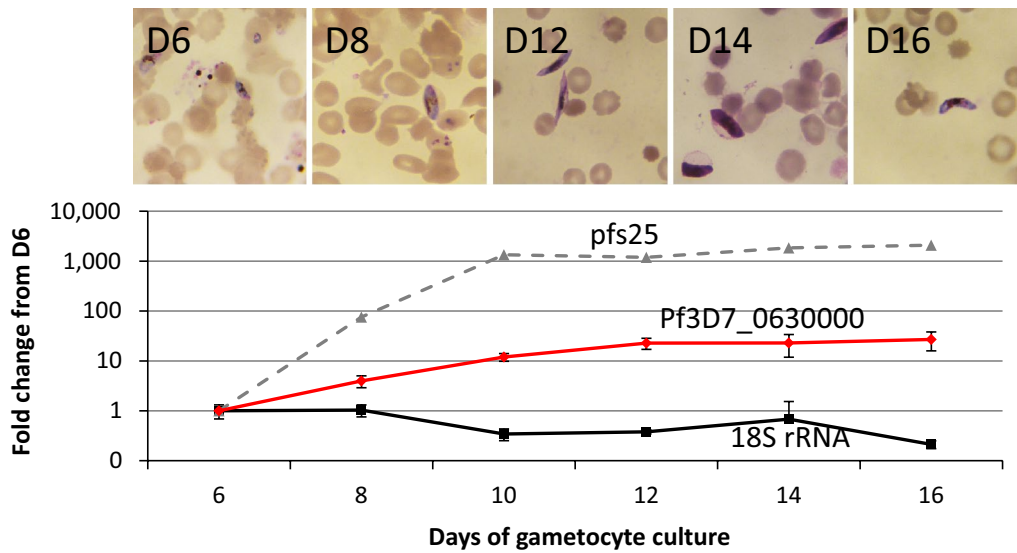 D6 D8 D12 D14 D16
10,000
1,000
100
10
1
0
Fold change from D6
pfs25
Pf3D7_0630000
18S rRNA
6 8 10 12 14 16
Days of gametocyte culture